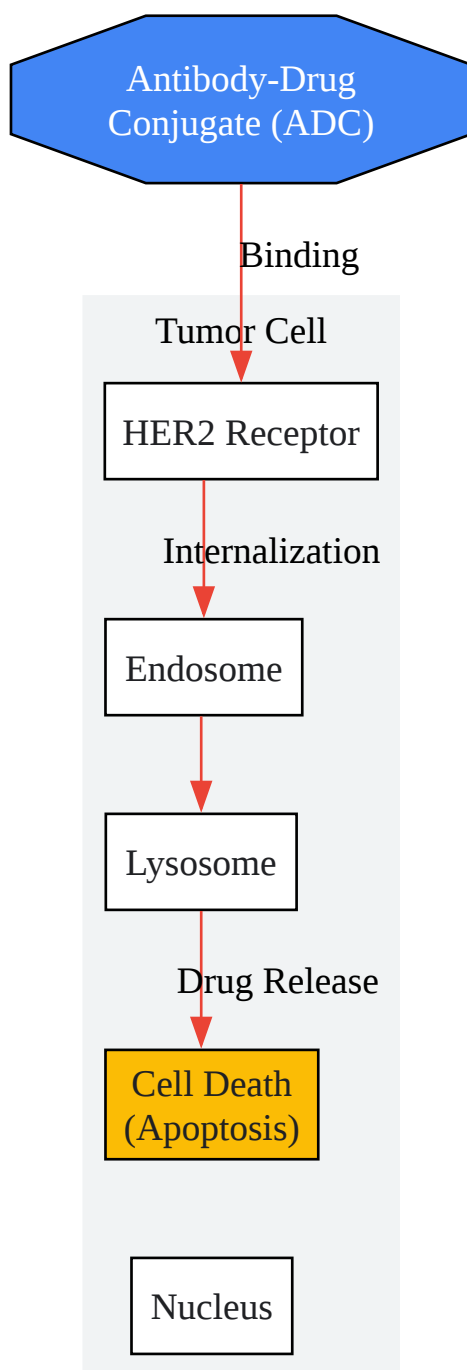 Antibody-Drug
Conjugate (ADC)
Binding
Tumor Cell
HER2 Receptor
Internalization
Endosome
Lysosome
Drug Release
Cell Death
(Apoptosis)
Nucleus